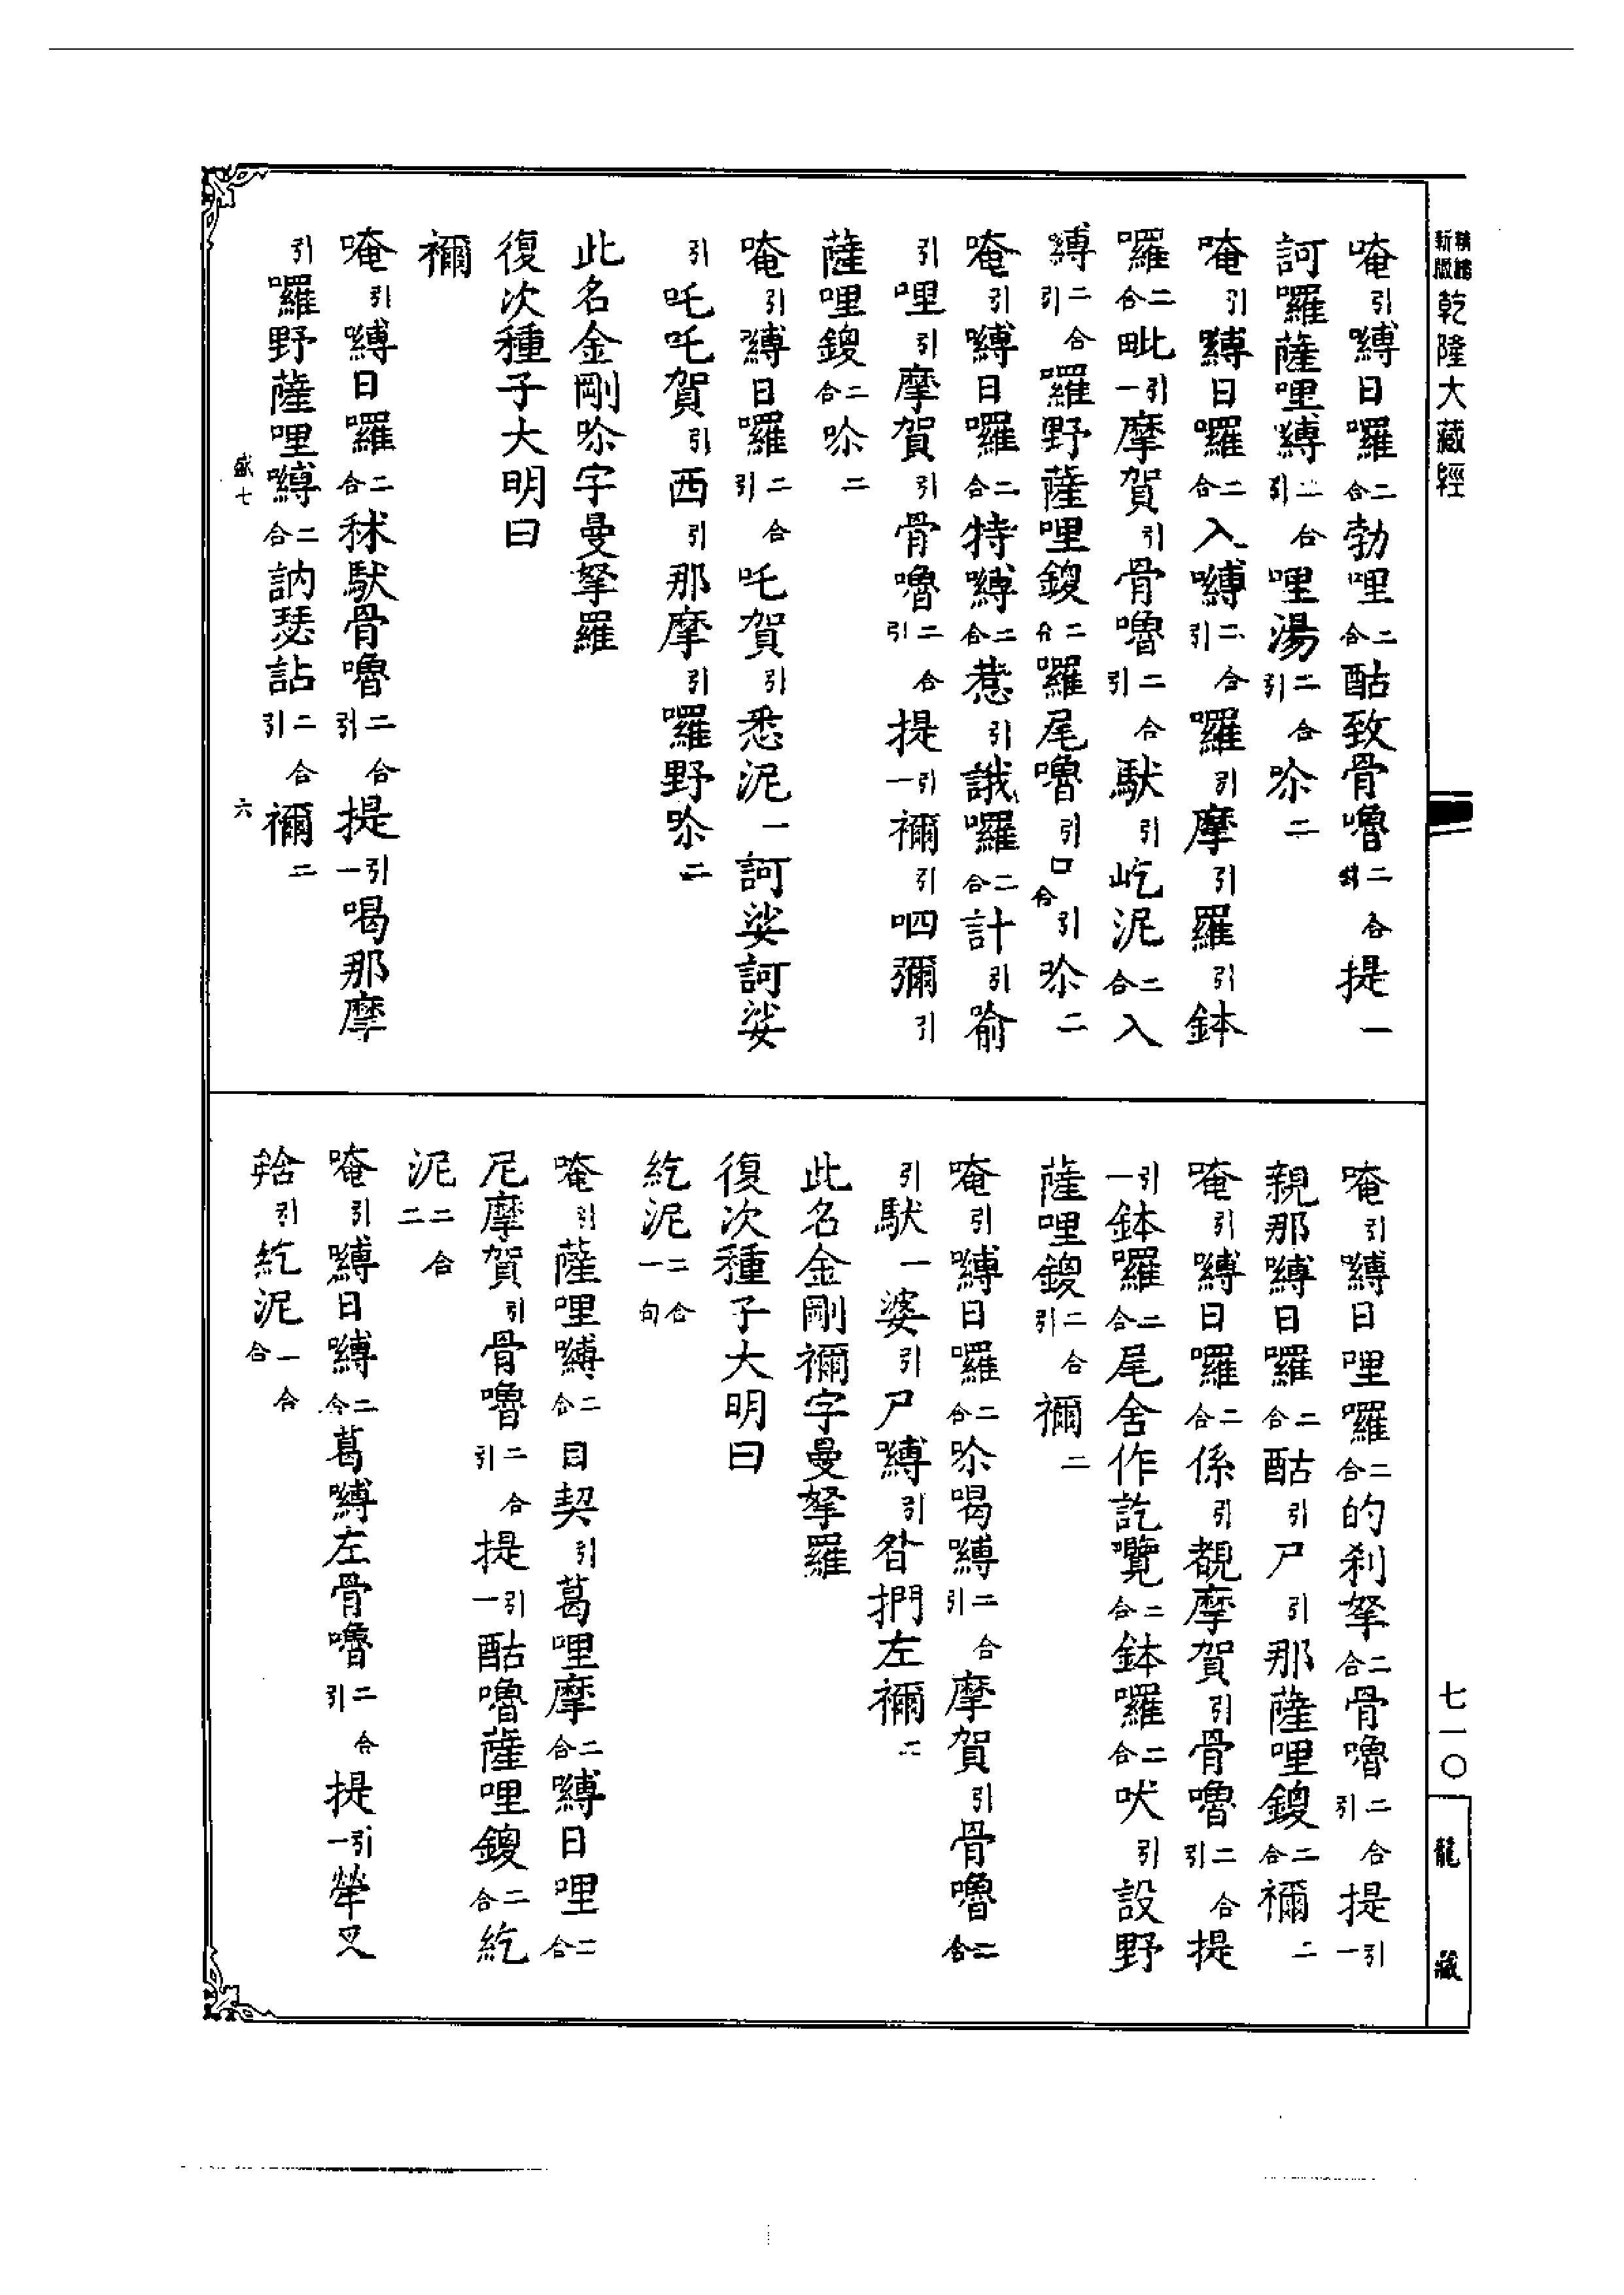 新版
乾隆大藏經
七一〇
龍藏
唵引嚩日囉二合勃哩二合酤致骨嚕二合引提一
訶囉薩哩嚩二合引哩湯二合引𠷈二
唵引嚩日囉二合入嚩二合引囉引摩引羅引鉢
囉二合毗引一摩賀引骨嚕二合引馱引屹泥二合入
嚩二合引囉野薩哩鍐二合囉尾嚕引口合引𠷈二
唵引嚩日囉二合特嚩二合惹引誐囉二合計引喻
引哩引摩賀引骨嚕二合引提引一禰引呬彌引
薩哩鍐二合𠷈二
唵引嚩日囉二合引吒賀引悉泥一訶娑訶娑
引吒吒賀引西引那摩引囉野𠷈二
此名金剛𠷈字曼拏羅
復次種子大明曰
禰
唵引嚩日囉二合秫馱骨嚕二合引提引一喝那摩
引囉野薩哩嚩二合訥瑟詀二合引禰二
盛七
六
唵引嚩日哩囉二合的刹拏二合骨嚕二合引提引一
親那嚩日囉二合酤引尸引那薩哩鍐二合禰二
唵引嚩日囉二合係引覩摩賀引骨嚕二合引提
引一鉢囉二合尾舍作訖囕二合鉢囉二合吠引設野
薩哩鍐二合引禰二
唵引嚩日囉二合𠷈喝嚩二合引摩賀引骨嚕二合
引馱一婆引尸嚩引喒捫左禰二
此名金剛禰字曼拏羅
復次種子大明曰
紇泥二合一句
唵引薩哩嚩二合目契引葛哩摩二合嚩日哩二合
尼摩賀引骨嚕二合引提引一酤嚕薩哩鍐二合紇
泥二合二
唵引嚩日嚩二合葛嚩左骨嚕二合引提引一犖叉
𦚢引紇泥一合合